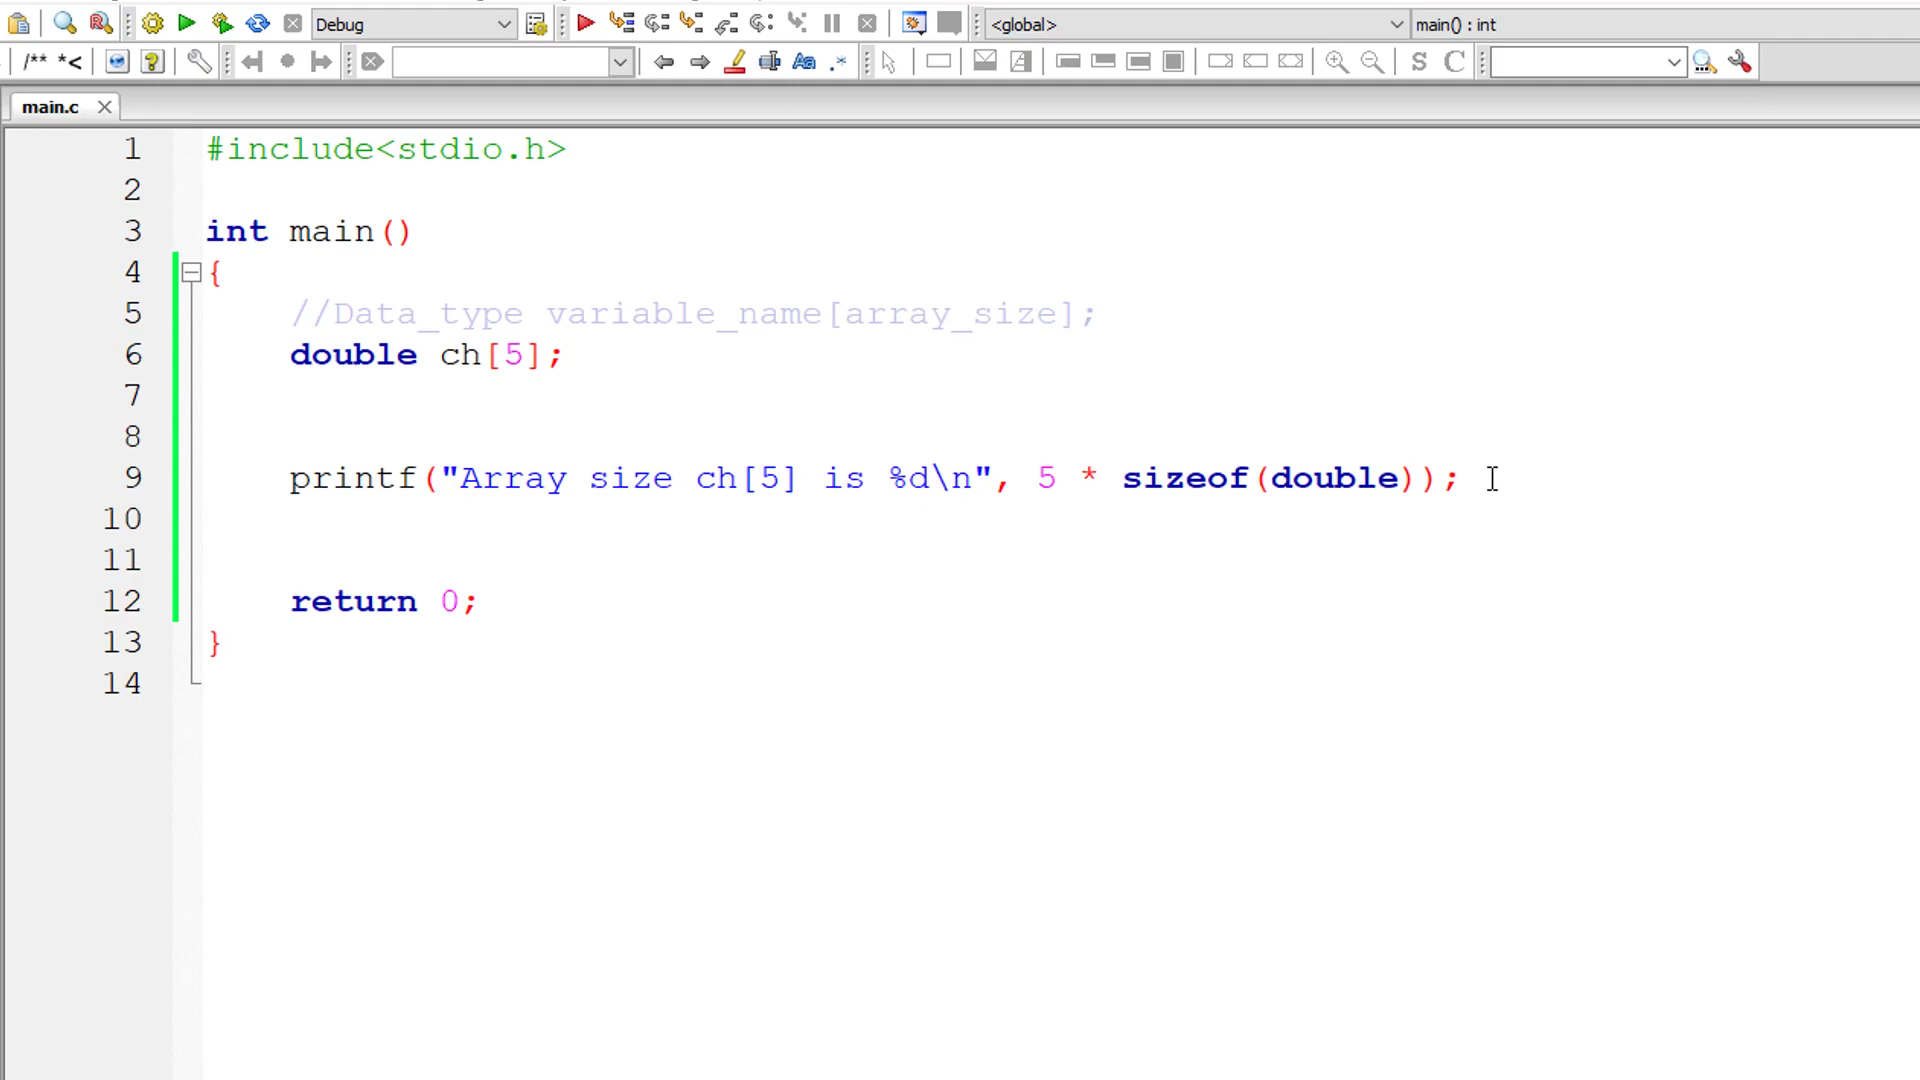 Debug
<global>
main() : int
/** *<
Aa
.*
S C
main.c
1 #include<stdio.h>
2
3 int main()
4 {
5 //Data_type variable_name[array_size];
6 double ch[5];
7
8
9 printf("Array size ch[5] is %d\n", 5 * sizeof(double));
10
11
12 return 0;
13 }
14